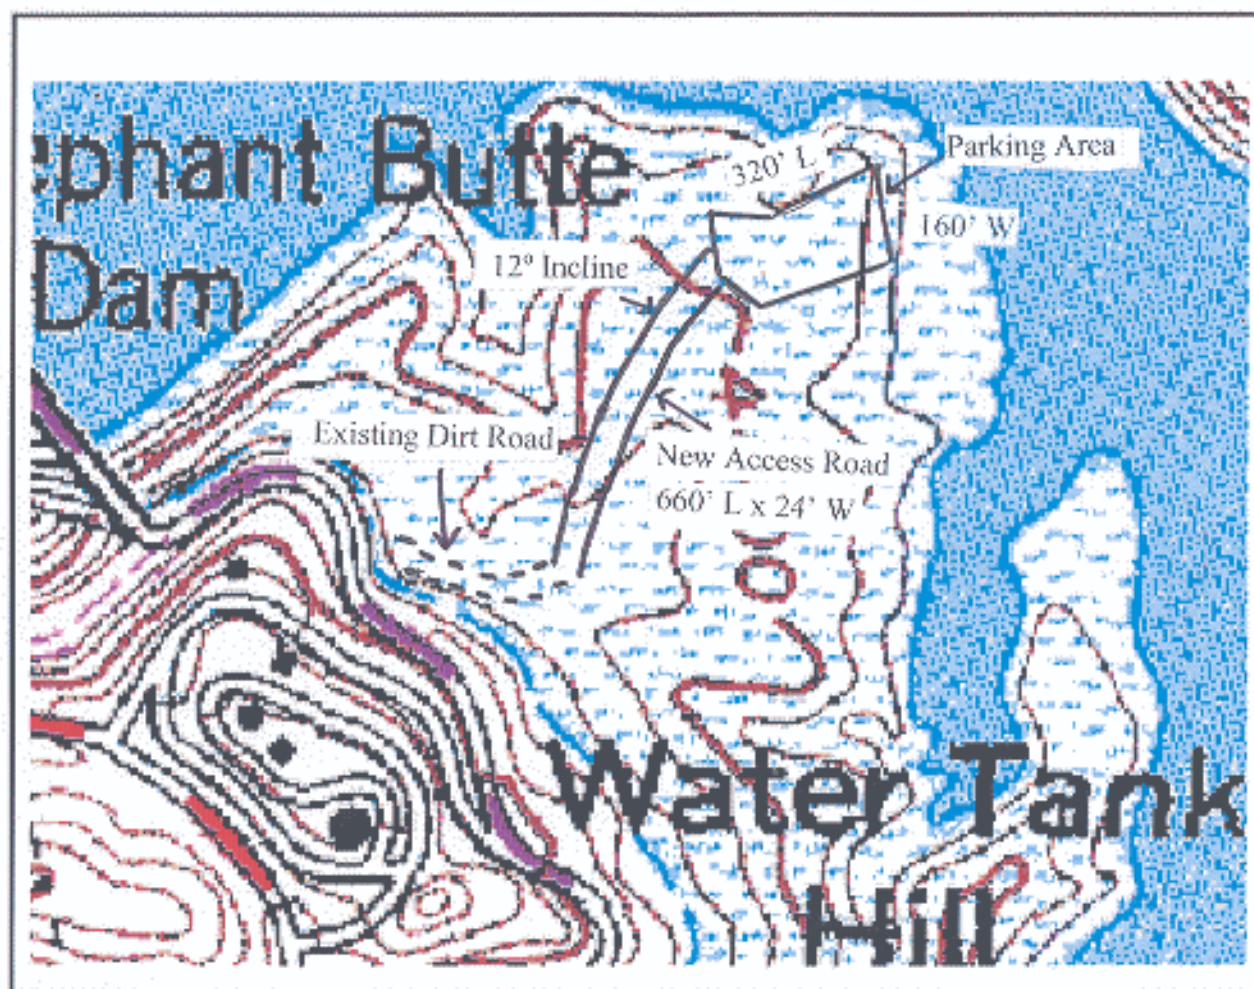 ephant Butte
Dam
Parking Area
320' L
160' W
12º Incline
Existing Dirt Road
New Access Road
660' L x 24' W
4
Water Tank
Hill